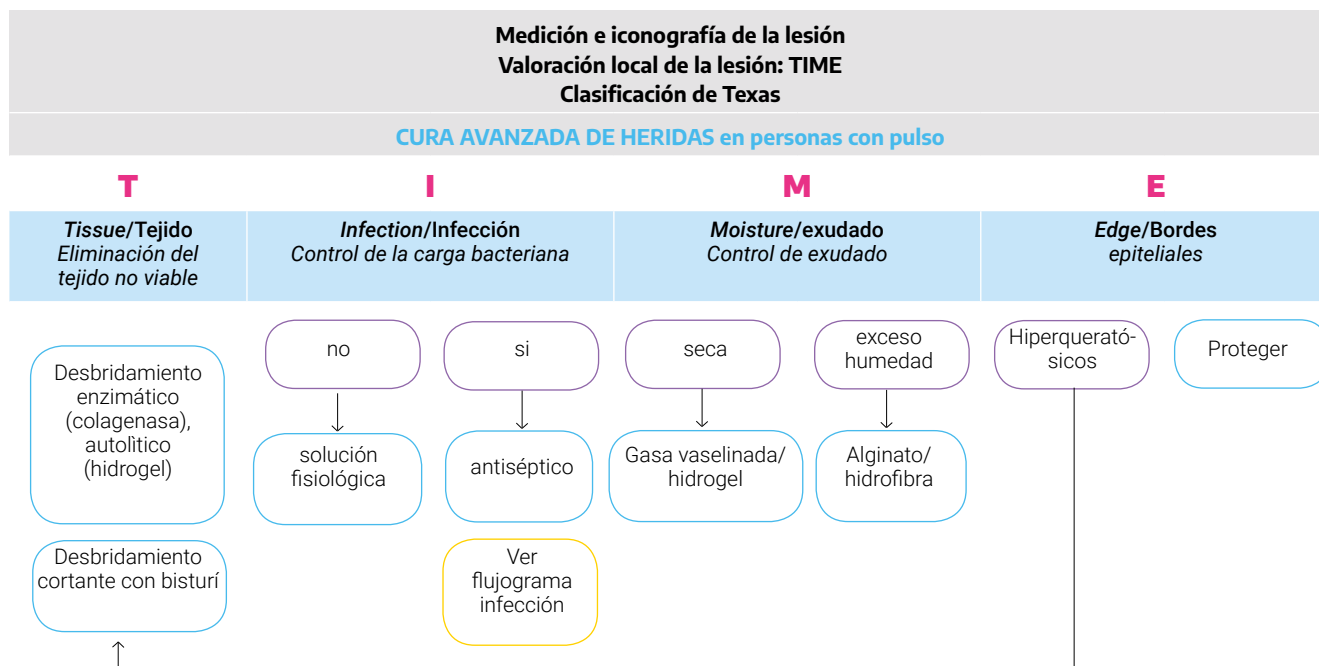 Medición e iconografía de la lesión
Valoración local de la lesión: TIME
Clasificación de Texas
CURA AVANZADA DE HERIDAS en personas con pulso
T
I
M
E
Tissue/Tejido
Eliminación del
tejido no viable
Infection/Infección
Control de la carga bacteriana
Moisture/exudado
Control de exudado
Edge/Bordes
epiteliales
Desbridamiento
enzimático
(colagenasa),
autolìtico
(hidrogel)
Desbridamiento
cortante con bisturí
no
solución
fisiológica
si
antiséptico
Ver
flujograma
infección
seca
Gasa vaselinada/
hidrogel
exceso
humedad
Alginato/
hidrofibra
Hiperquerató-
sicos
Proteger